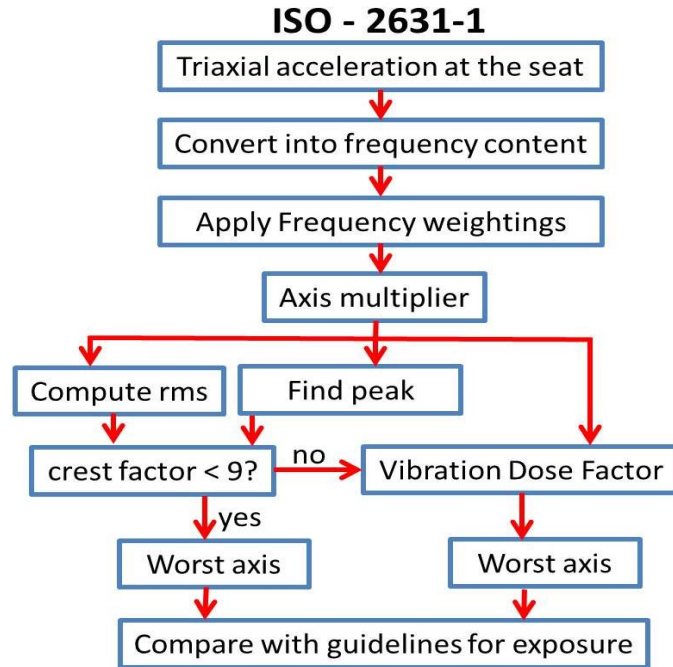 ISO - 2631-1
Triaxial acceleration at the seat
Convert into frequency content
Apply Frequency weightings
Axis multiplier
Compute rms
Find peak
crest factor < 9?
no
Vibration Dose Factor
yes
Worst axis
Worst axis
Compare with guidelines for exposure